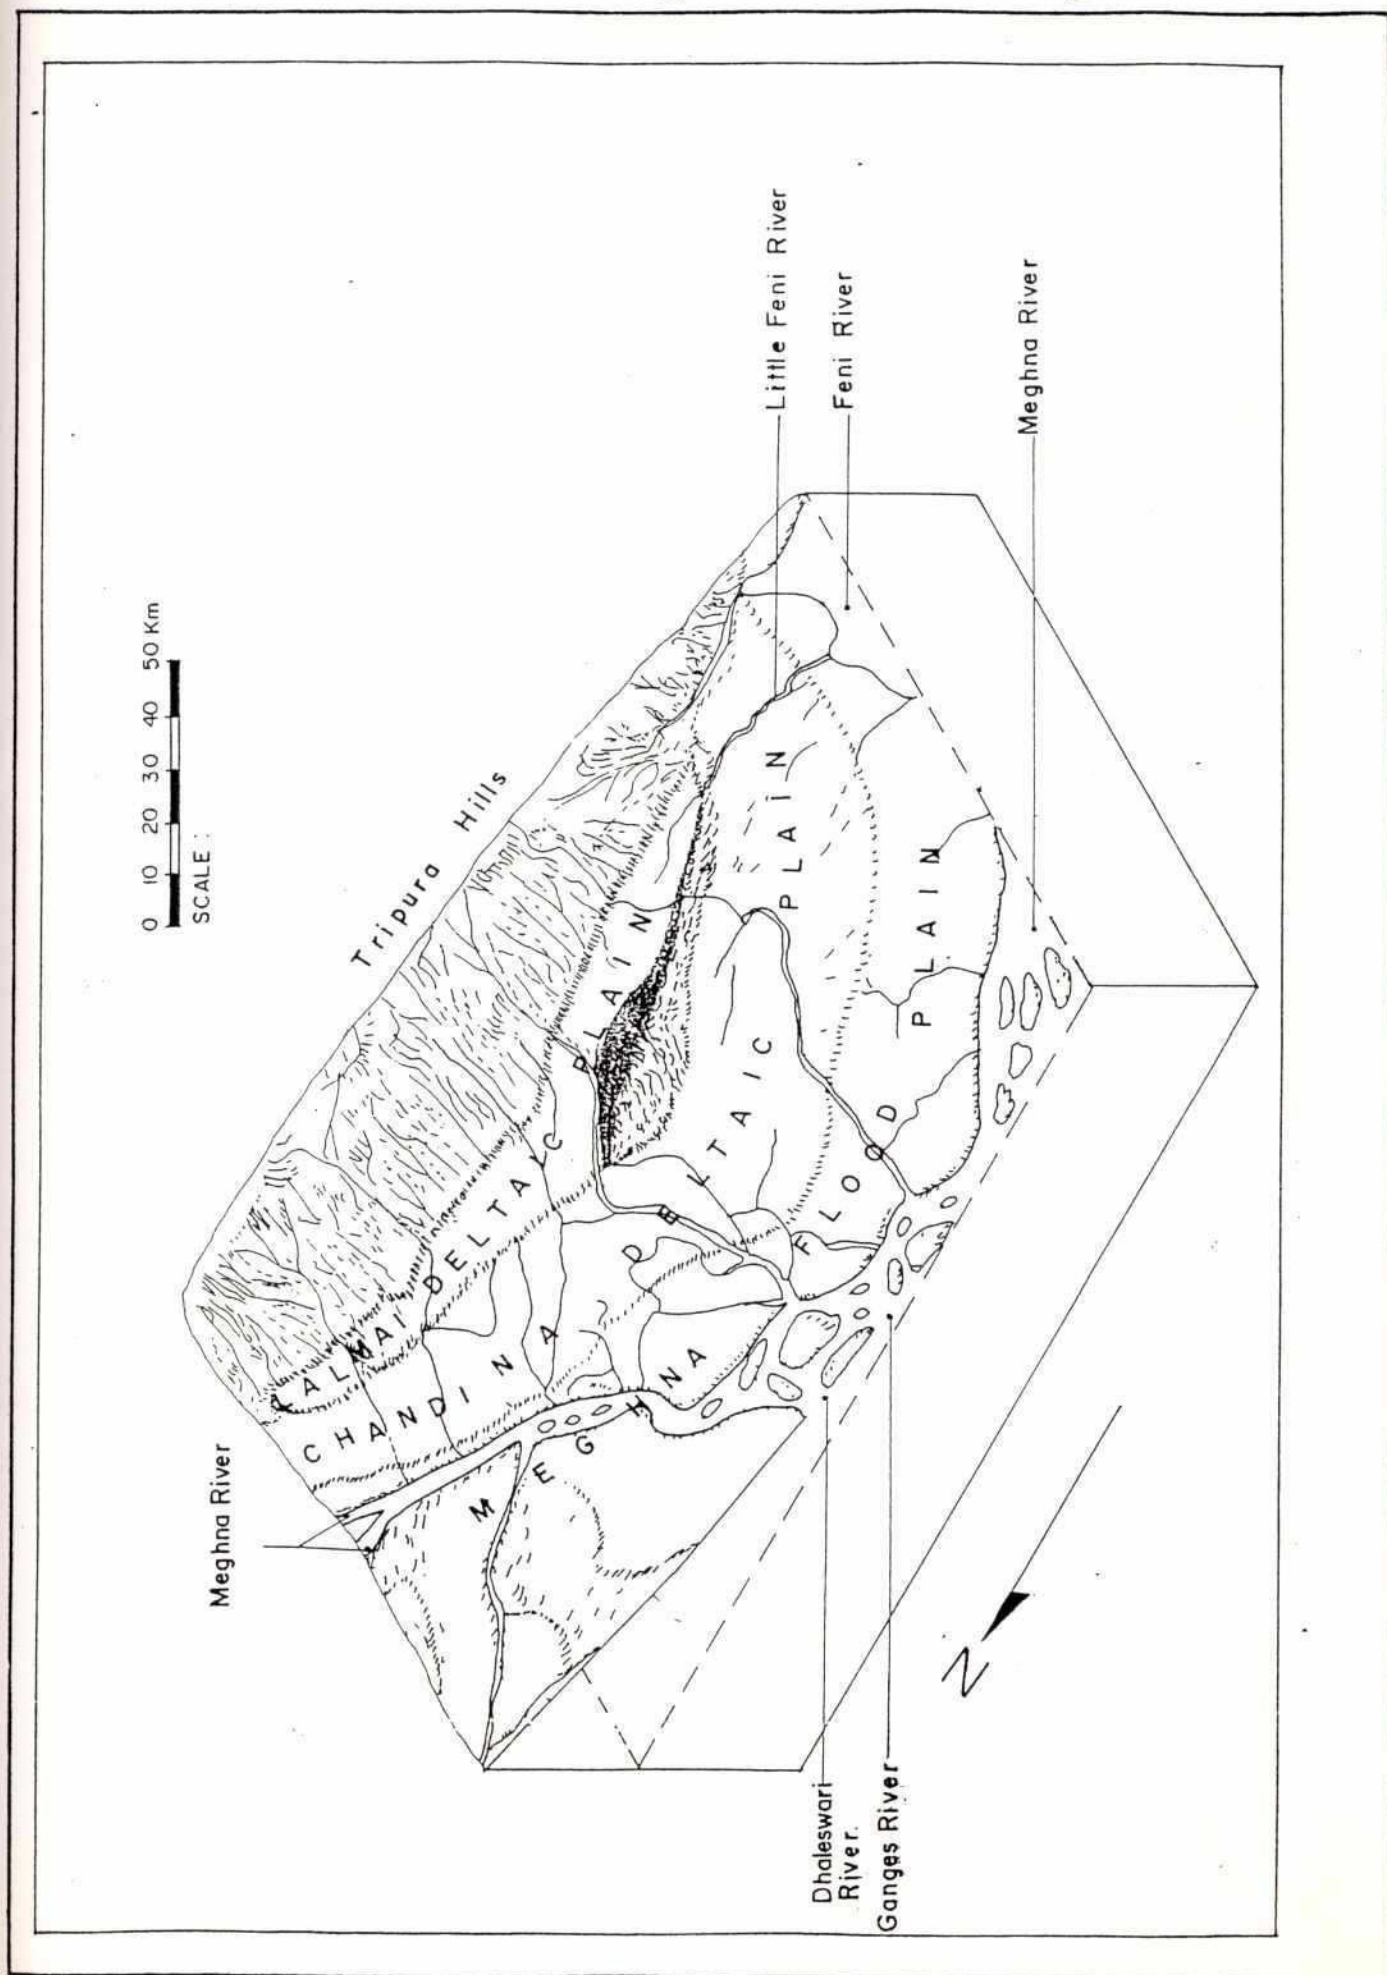 0 10 20 30 40 50 Km
SCALE :
Tripura Hills
Meghna River
LALMAI DELTAIC PLAIN
CHANDINA DELTAIC PLAIN
MEGHNA FLOOD PLAIN
Little Feni River
Feni River
Meghna River
Dhaleswari
River.
Ganges River
N